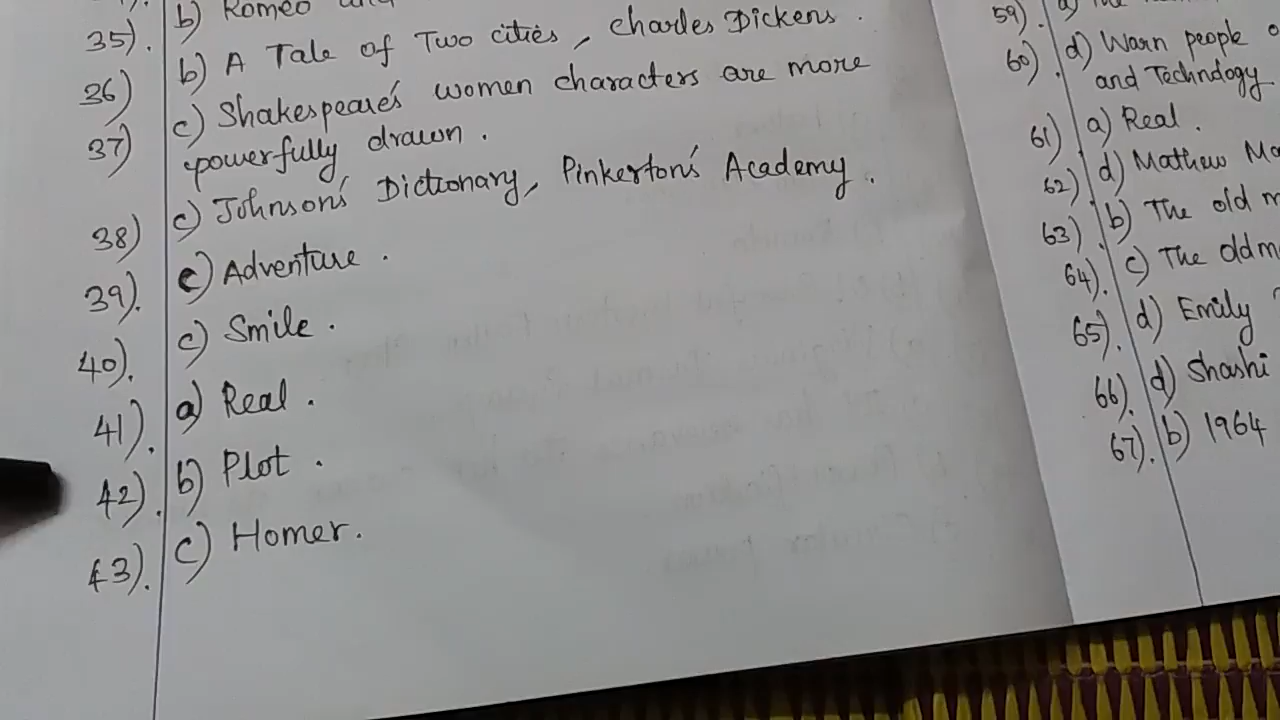 b) Romeo
35). b) A Tale of Two cities, charles Dickens.
36) c) Shakespeare's women characters are more
37) powerfully drawn.
c) Johnson's Dictionary, Pinkerton's Academy.
38) c) Adventure.
39). c) Smile.
40). a) Real.
41). b) Plot.
42). c) Homer.
43).
59). a)
60). d) Warn people
and Technology
61). a) Real.
62). d) Mathew
63). b) The old
64). c) The old
65). d) Emily
66). d) Shashi
67). b) 1964